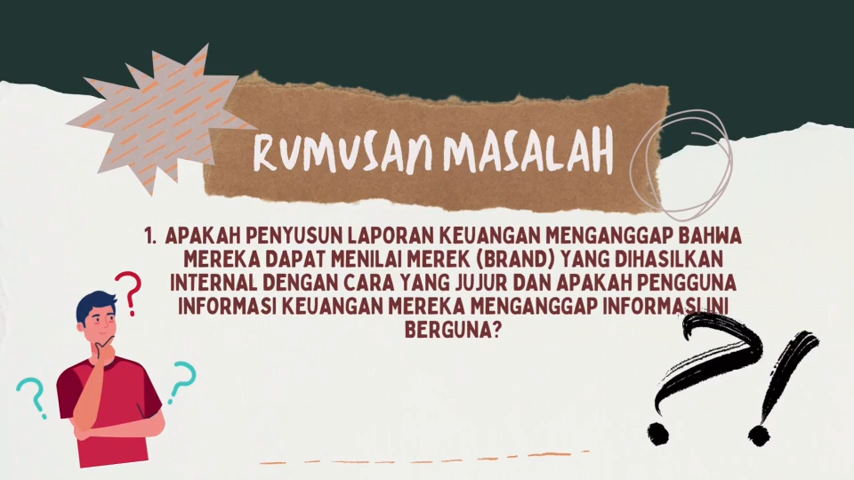 RUMUSAN MASALAH
1. APAKAH PENYUSUN LAPORAN KEUANGAN MENGANGGAP BAHWA
MEREKA DAPAT MENILAI MEREK (BRAND) YANG DIHASILKAN
INTERNAL DENGAN CARA YANG JUJUR DAN APAKAH PENGGUNA
INFORMASI KEUANGAN MEREKA MENGANGGAP INFORMASI INI
BERGUNA?
? ? ?
?!